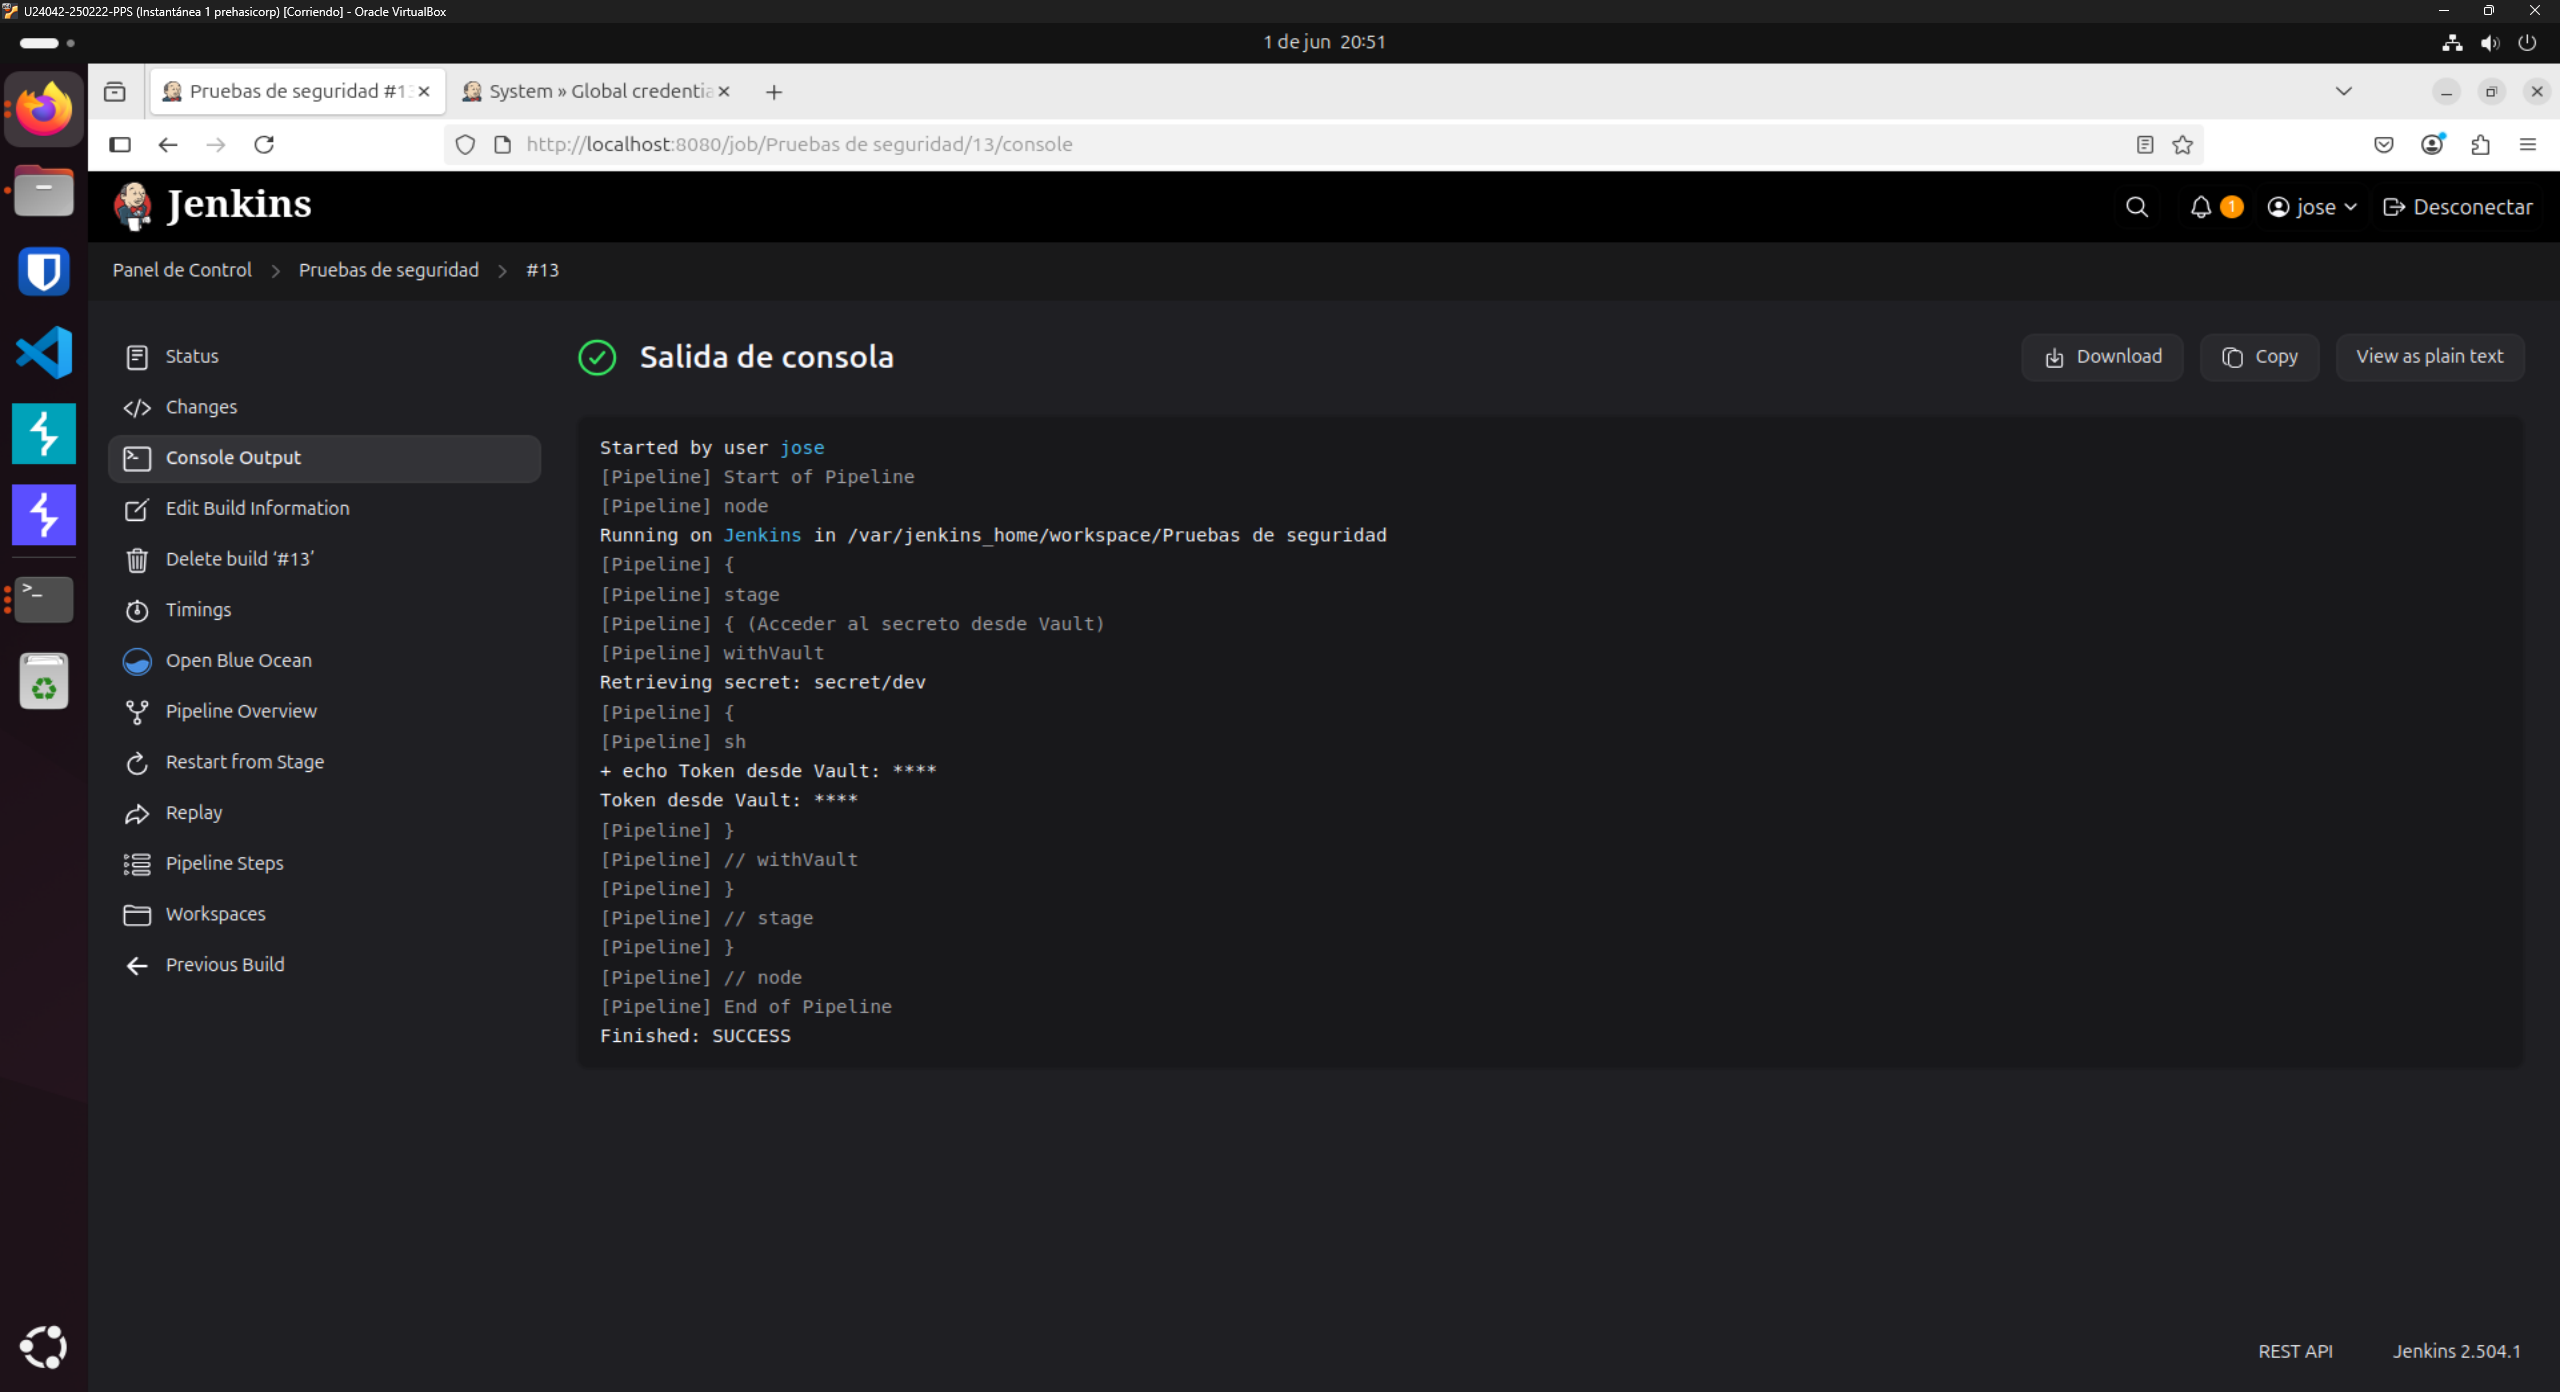 U24042-250222-PPS (Instantánea 1 prehasicorp) [Corriendo] - Oracle VirtualBox
1 de jun 20:51
Pruebas de seguridad #13
System » Global credentia
http://localhost:8080/job/Pruebas de seguridad/13/console
Jenkins
1
jose
Desconectar
Panel de Control > Pruebas de seguridad > #13
Status
Changes
Console Output
Edit Build Information
Delete build ‘#13’
Timings
Open Blue Ocean
Pipeline Overview
Restart from Stage
Replay
Pipeline Steps
Workspaces
Previous Build
Salida de consola
Download
Copy
View as plain text
Started by user jose
[Pipeline] Start of Pipeline
[Pipeline] node
Running on Jenkins in /var/jenkins_home/workspace/Pruebas de seguridad
[Pipeline] {
[Pipeline] stage
[Pipeline] { (Acceder al secreto desde Vault)
[Pipeline] withVault
Retrieving secret: secret/dev
[Pipeline] {
[Pipeline] sh
+ echo Token desde Vault: ****
Token desde Vault: ****
[Pipeline] }
[Pipeline] // withVault
[Pipeline] }
[Pipeline] // stage
[Pipeline] }
[Pipeline] // node
[Pipeline] End of Pipeline
Finished: SUCCESS
REST API
Jenkins 2.504.1